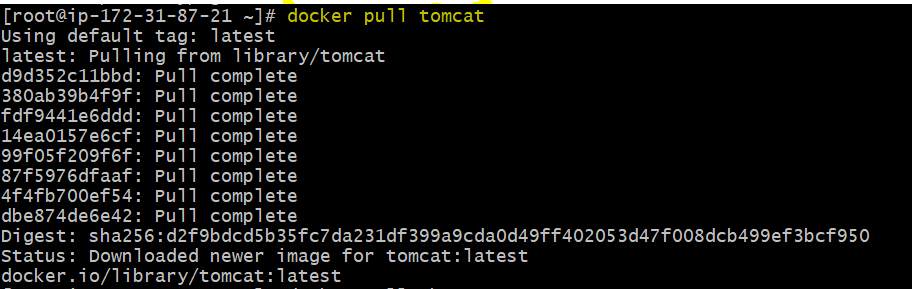 [root@ip-172-31-87-21 ~]# docker pull tomcat
Using default tag: latest
latest: Pulling from library/tomcat
d9d352c11bbd: Pull complete
380ab39b4f9f: Pull complete
fdf9441e6ddd: Pull complete
14ea0157e6cf: Pull complete
99f05f209f6f: Pull complete
87f5976dfaaf: Pull complete
4f4fb700ef54: Pull complete
dbe874de6e42: Pull complete
Digest: sha256:d2f9bdcd5b35fc7da231df399a9cda0d49ff402053d47f008dcb499ef3bcf950
Status: Downloaded newer image for tomcat:latest
docker.io/library/tomcat:latest